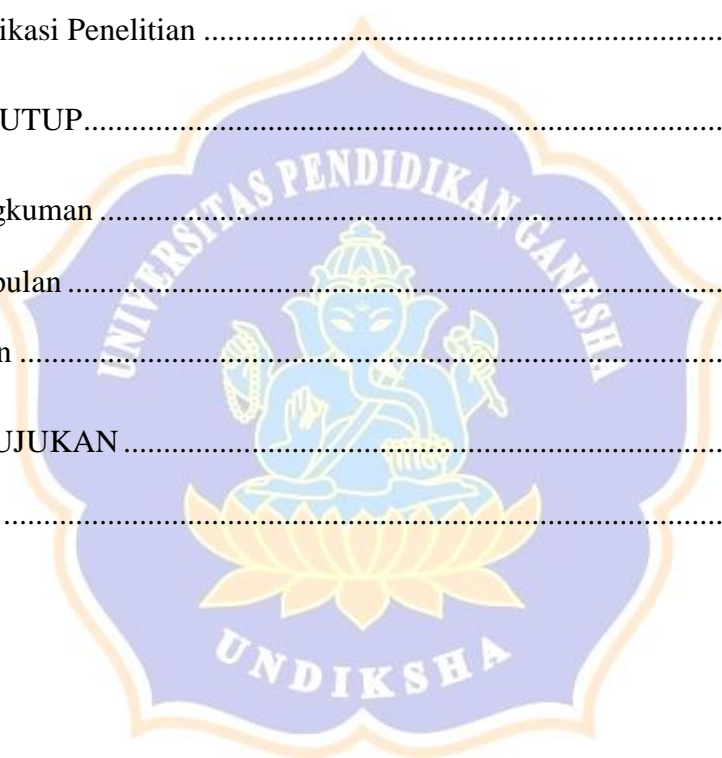 ikasi Penelitian ........................................................................
UTUP........................................................................................
UNIVERSITAS PENDIDIKAN GANESHA
gkuman ......................................................................................
pulan ...........................................................................................
n ..................................................................................................
UJUKAN ...................................................................................
....................................................................................................
UNDIKSHA